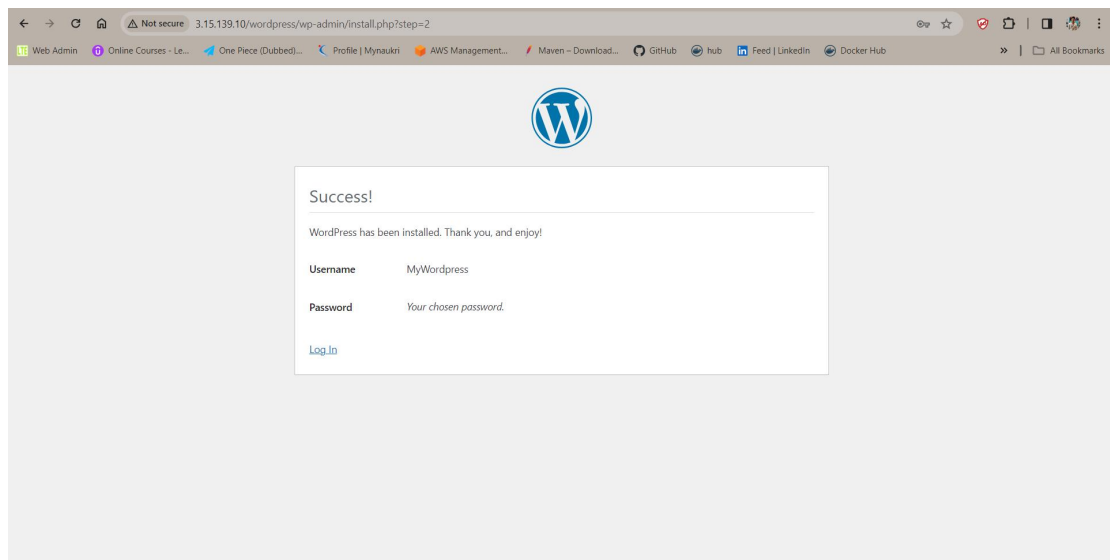 Not secure 3.15.139.10/wordpress/wp-admin/install.php?step=2
Web Admin Online Courses - Le... One Piece (Dubbed)... Profile | Mynaukri AWS Management... Maven – Download... GitHub hub Feed | LinkedIn Docker Hub » All Bookmarks
Success!
WordPress has been installed. Thank you, and enjoy!
Username MyWordpress
Password Your chosen password.
Log In